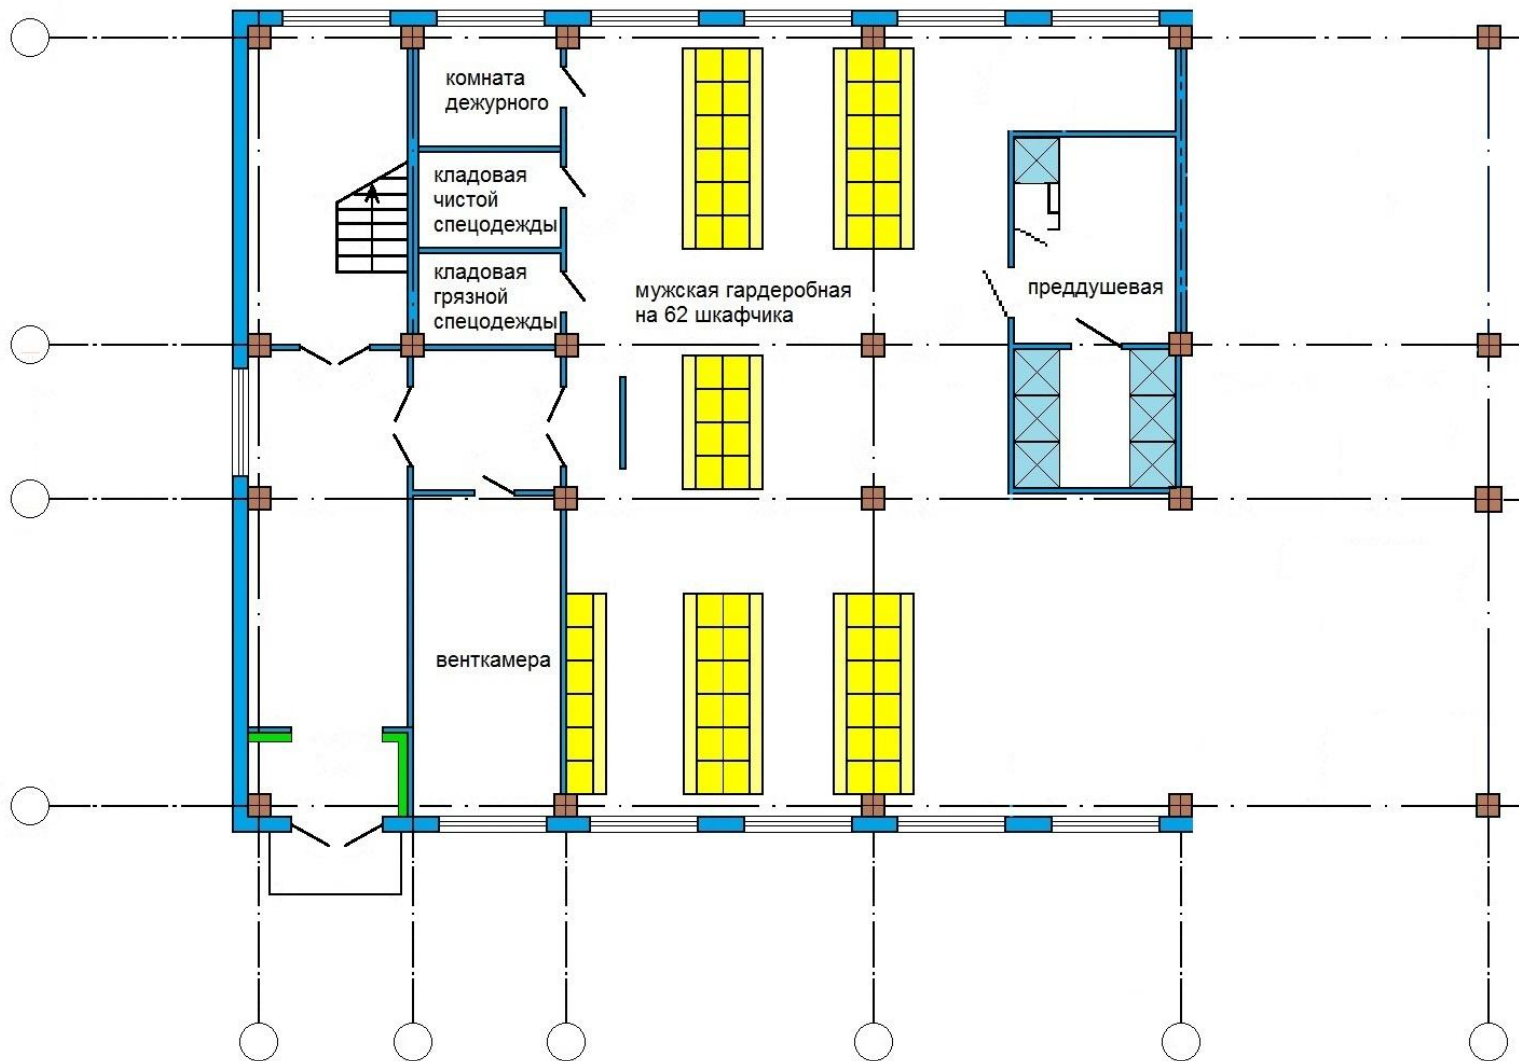 комната
дежурного
кладовая
чистой
спецодежды
кладовая
грязной
спецодежды
мужская гардеробная
на 62 шкафчика
преддушевая
венткамера